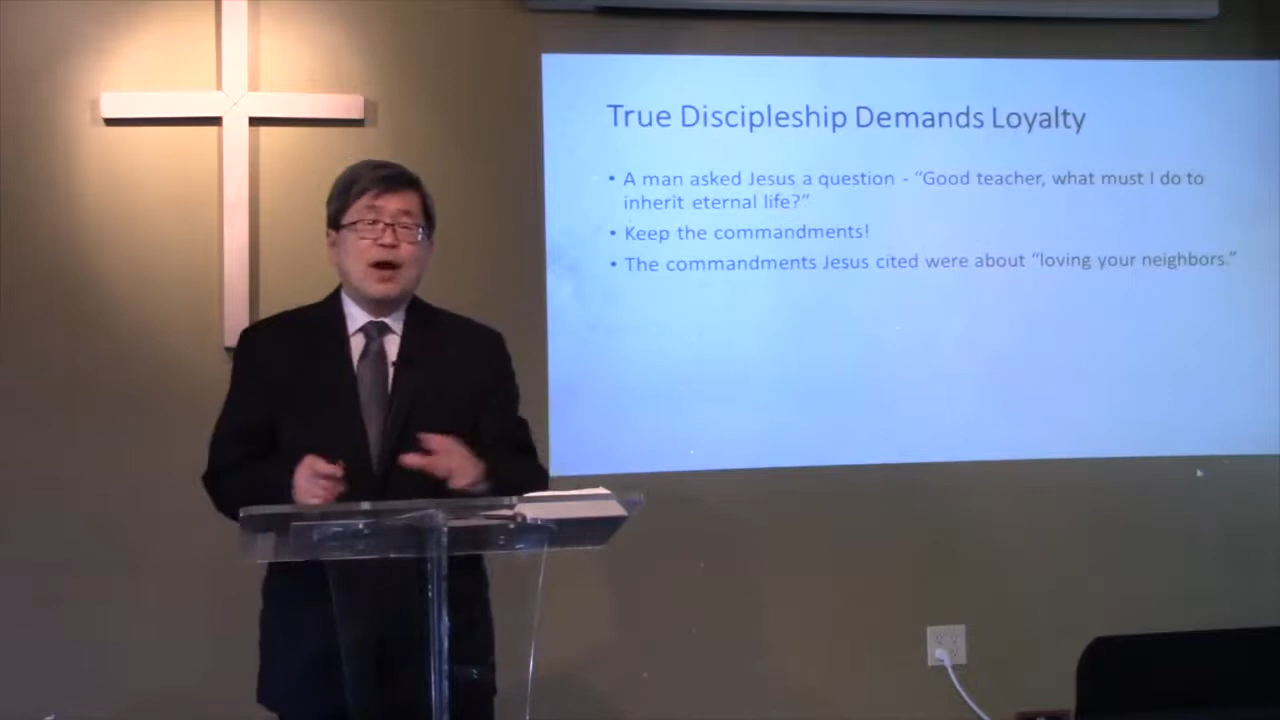 True Discipleship Demands Loyalty
• A man asked Jesus a question - “Good teacher, what must I do to
inherit eternal life?”
• Keep the commandments!
• The commandments Jesus cited were about “loving your neighbors.”